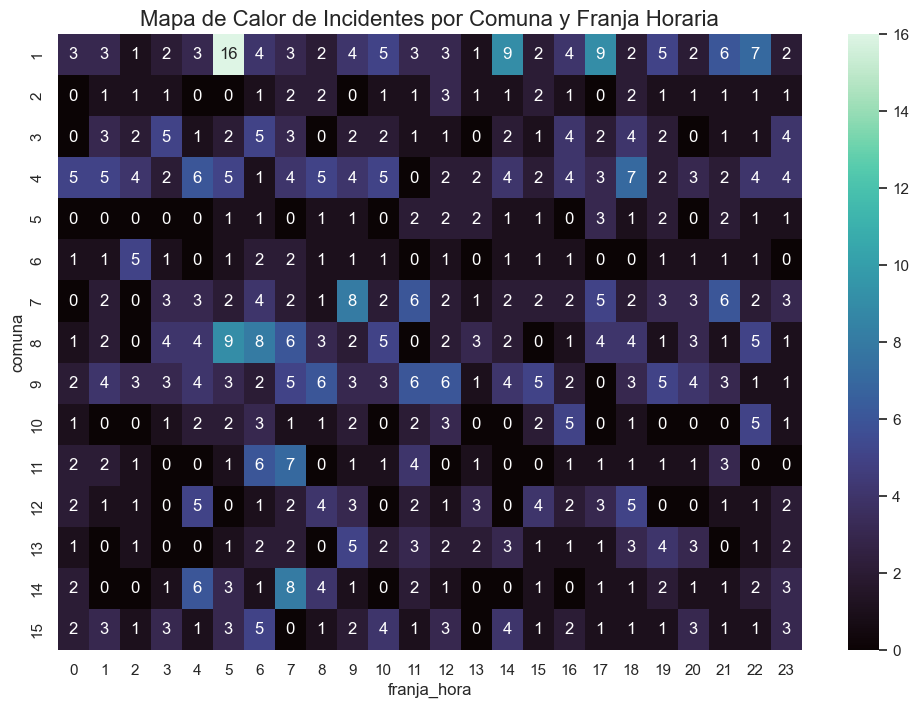 Mapa de Calor de Incidentes por Comuna y Franja Horaria
comuna
1 3 3 1 2 3 16 4 3 2 4 5 3 3 1 9 2 4 9 2 5 2 6 7 2
2 0 1 1 1 0 0 1 2 2 0 1 1 3 1 1 2 1 0 2 1 1 1 1 1
3 0 3 2 5 1 2 5 3 0 2 2 1 1 0 2 1 4 2 4 2 0 1 1 4
4 5 5 4 2 6 5 1 4 5 4 5 0 2 2 4 2 4 3 7 2 3 2 4 4
5 0 0 0 0 0 1 1 0 1 1 0 2 2 2 1 1 0 3 1 2 0 2 1 1
6 1 1 5 1 0 1 2 2 1 1 1 0 1 0 1 1 1 0 0 1 1 1 1 0
7 0 2 0 3 3 2 4 2 1 8 2 6 2 1 2 2 2 5 2 3 3 6 2 3
8 1 2 0 4 4 9 8 6 3 2 5 0 2 3 2 0 1 4 4 1 3 1 5 1
9 2 4 3 3 4 3 2 5 6 3 3 6 6 1 4 5 2 0 3 5 4 3 1 1
10 1 0 0 1 2 2 3 1 1 2 0 2 3 0 0 2 5 0 1 0 0 0 5 1
11 2 2 1 0 0 1 6 7 0 1 1 4 0 1 0 0 1 1 1 1 1 3 0 0
12 2 1 1 0 5 0 1 2 4 3 0 2 1 3 0 4 2 3 5 0 0 1 1 2
13 1 0 1 0 0 1 2 2 0 5 2 3 2 2 3 1 1 1 3 4 3 0 1 2
14 2 0 0 1 6 3 1 8 4 1 0 2 1 0 0 1 0 1 1 2 1 1 2 3
15 2 3 1 3 1 3 5 0 1 2 4 1 3 0 4 1 2 1 1 1 3 1 1 3
0 1 2 3 4 5 6 7 8 9 10 11 12 13 14 15 16 17 18 19 20 21 22 23
franja_hora
16
14
12
10
8
6
4
2
0